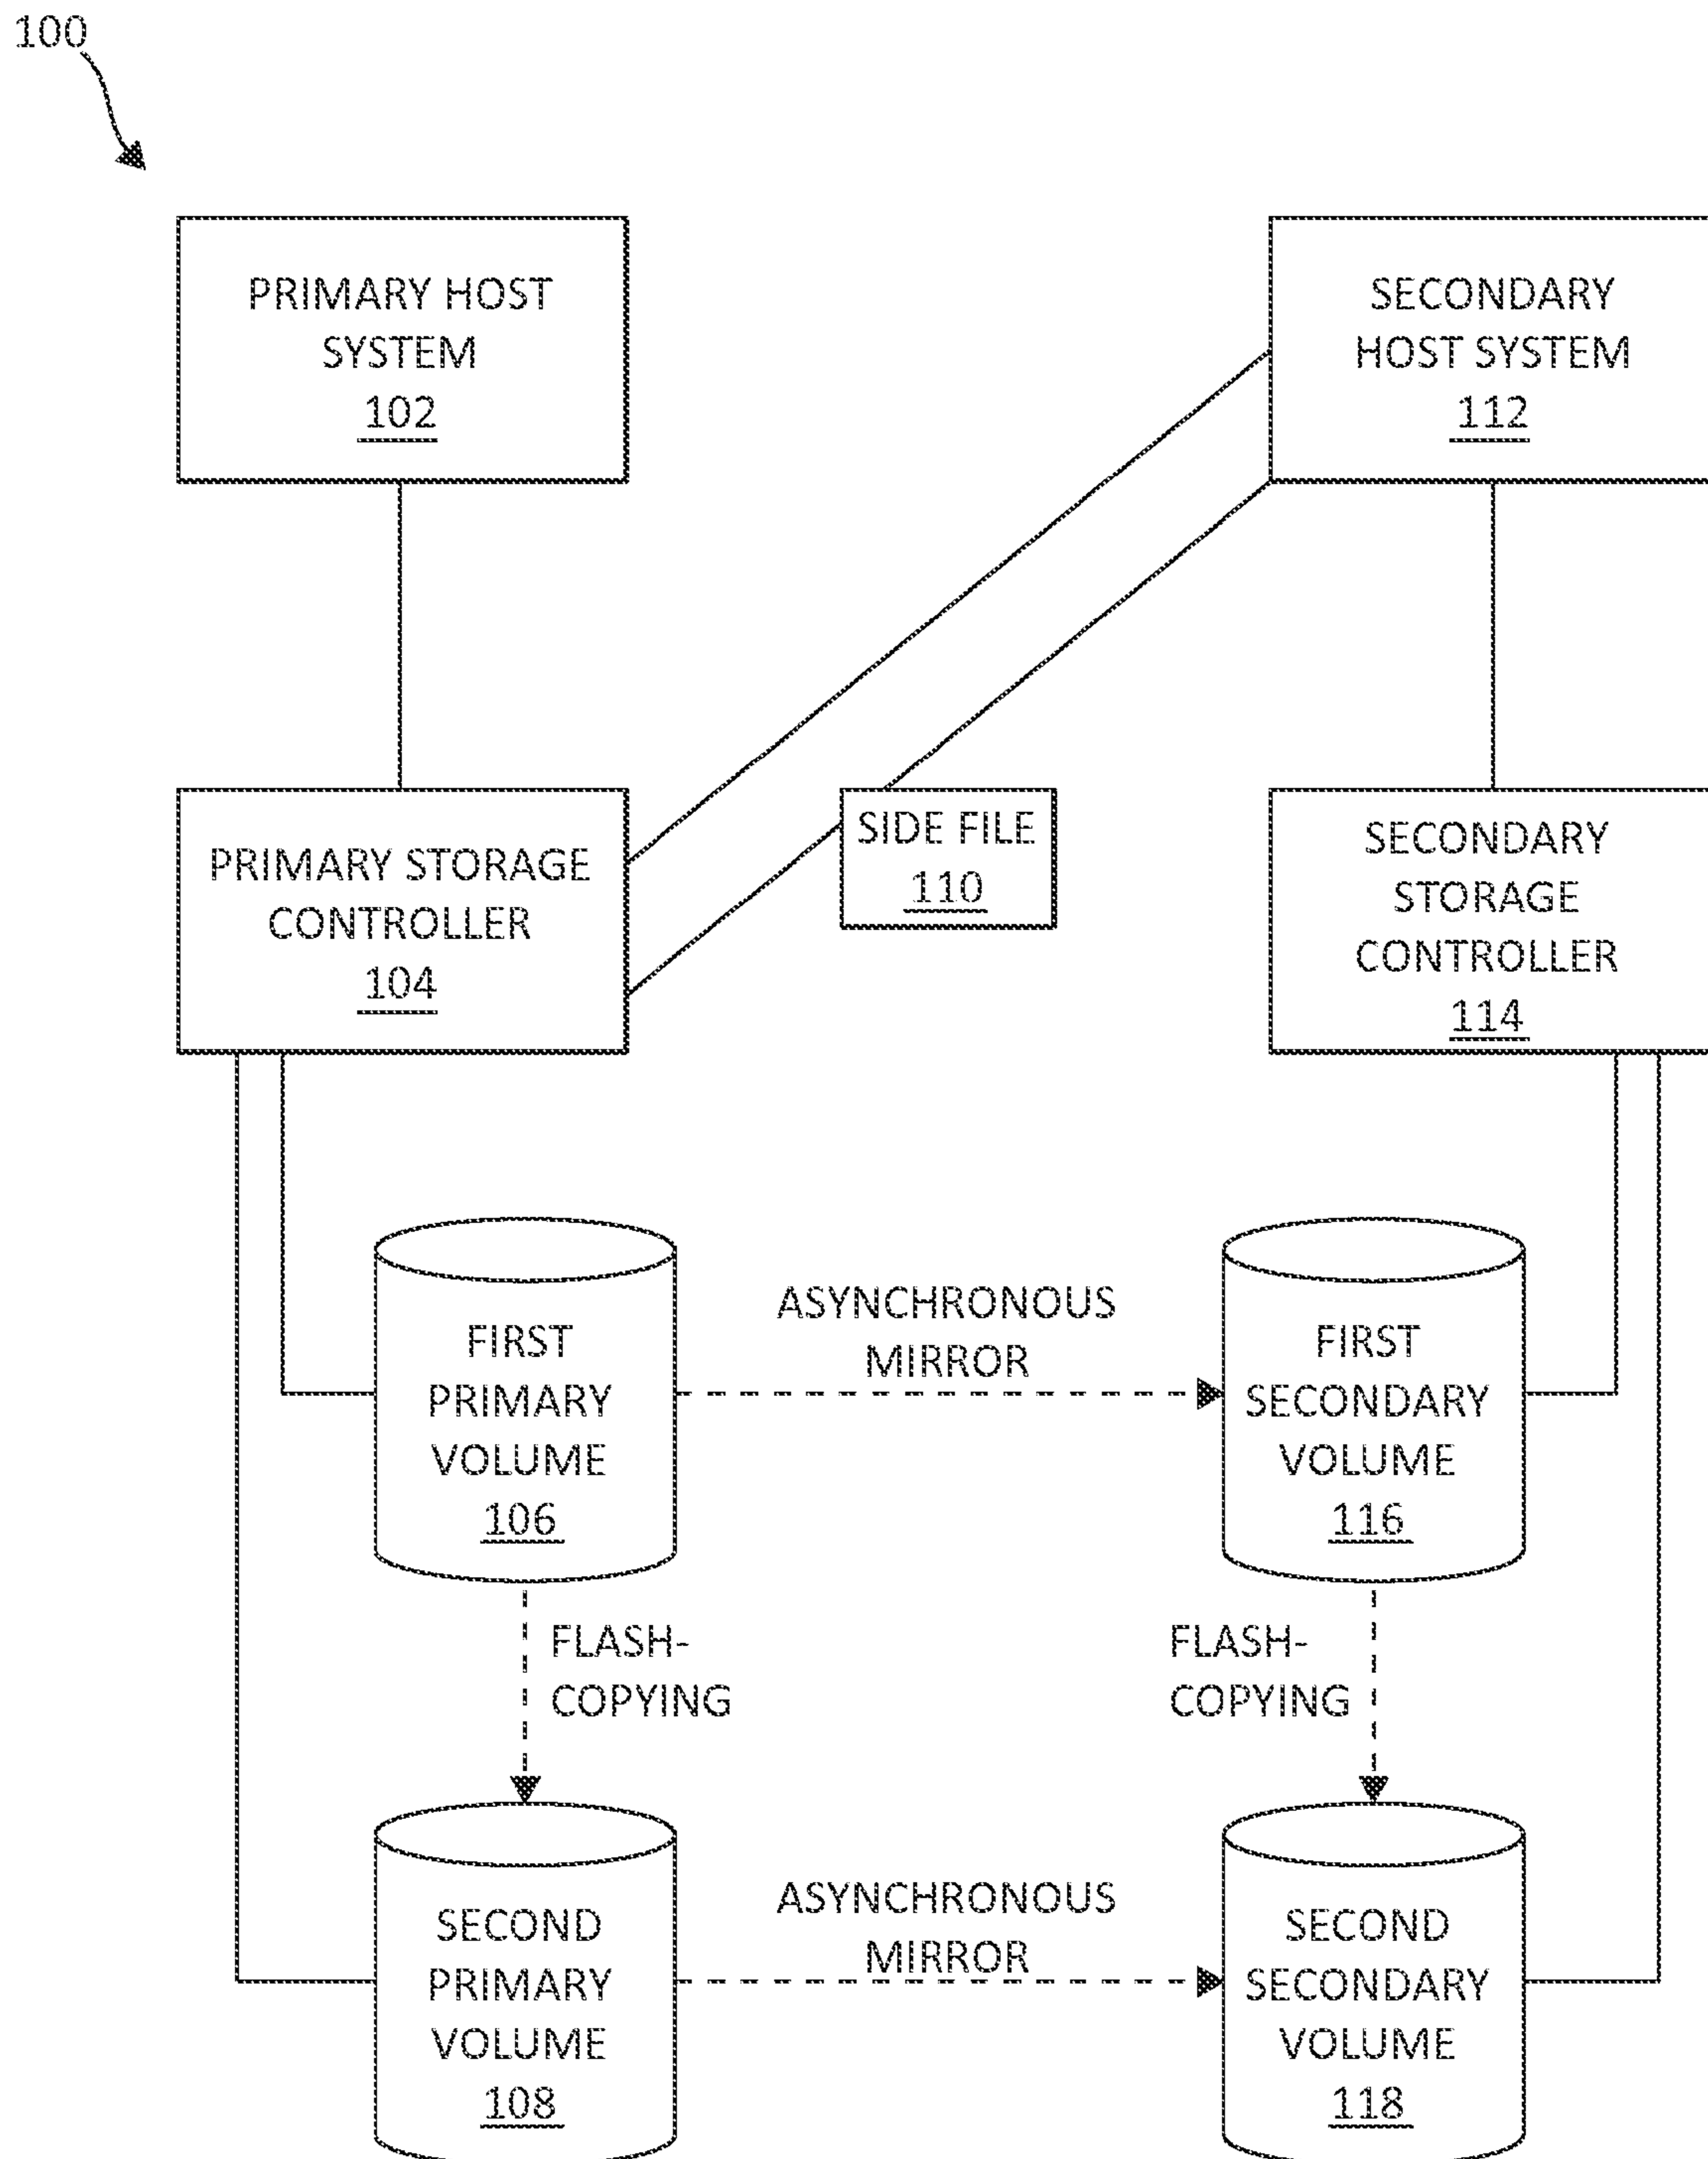 100
PRIMARY HOST
SYSTEM
102
SECONDARY
HOST SYSTEM
112
PRIMARY STORAGE
CONTROLLER
104
SIDE FILE
110
SECONDARY
STORAGE
CONTROLLER
114
FIRST
PRIMARY
VOLUME
106
ASYNCHRONOUS
MIRROR
FIRST
SECONDARY
VOLUME
116
FLASH-
COPYING
FLASH-
COPYING
SECOND
PRIMARY
VOLUME
108
ASYNCHRONOUS
MIRROR
SECOND
SECONDARY
VOLUME
118